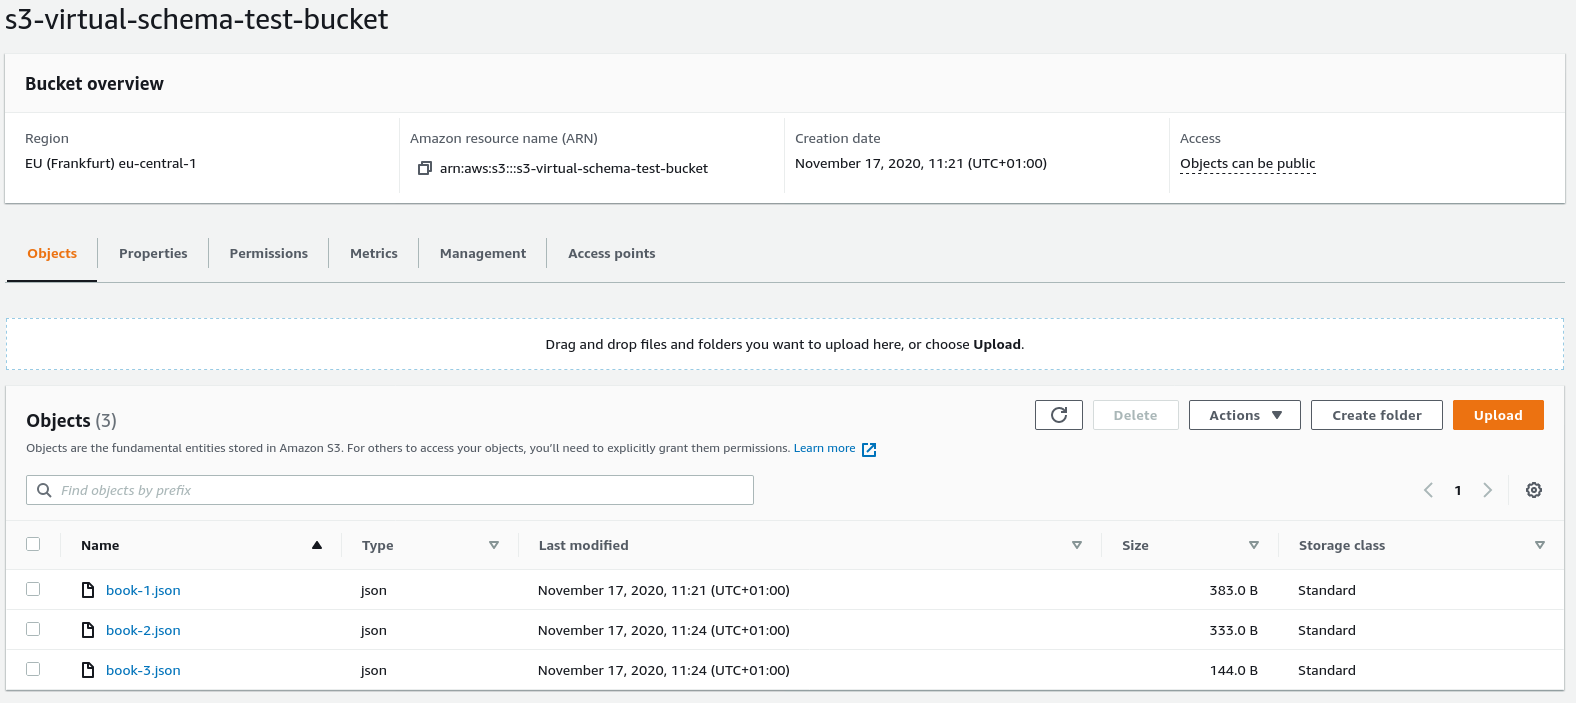 s3-virtual-schema-test-bucket
Bucket overview
Region Amazon resource name (ARN) Creation date Access
EU (Frankfurt) eu-central-1 arn:aws:s3:::s3-virtual-schema-test-bucket November 17, 2020, 11:21 (UTC+01:00) Objects can be public
Objects Properties Permissions Metrics Management Access points
Drag and drop files and folders you want to upload here, or choose Upload.
Objects (3) Delete Actions Create folder Upload
Objects are the fundamental entities stored in Amazon S3. For others to access your objects, you'll need to explicitly grant them permissions. Learn more
Find objects by prefix 1
Name Type Last modified Size Storage class
book-1.json json November 17, 2020, 11:21 (UTC+01:00) 383.0 B Standard
book-2.json json November 17, 2020, 11:24 (UTC+01:00) 333.0 B Standard
book-3.json json November 17, 2020, 11:24 (UTC+01:00) 144.0 B Standard